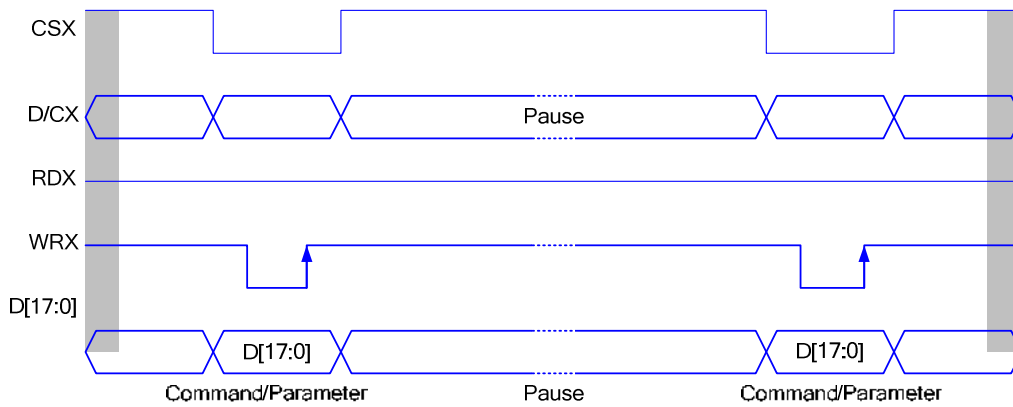 CSX
D/CX
Pause
RDX
WRX
D[17:0]
D[17:0]
D[17:0]
Command/Parameter
Pause
Command/Parameter